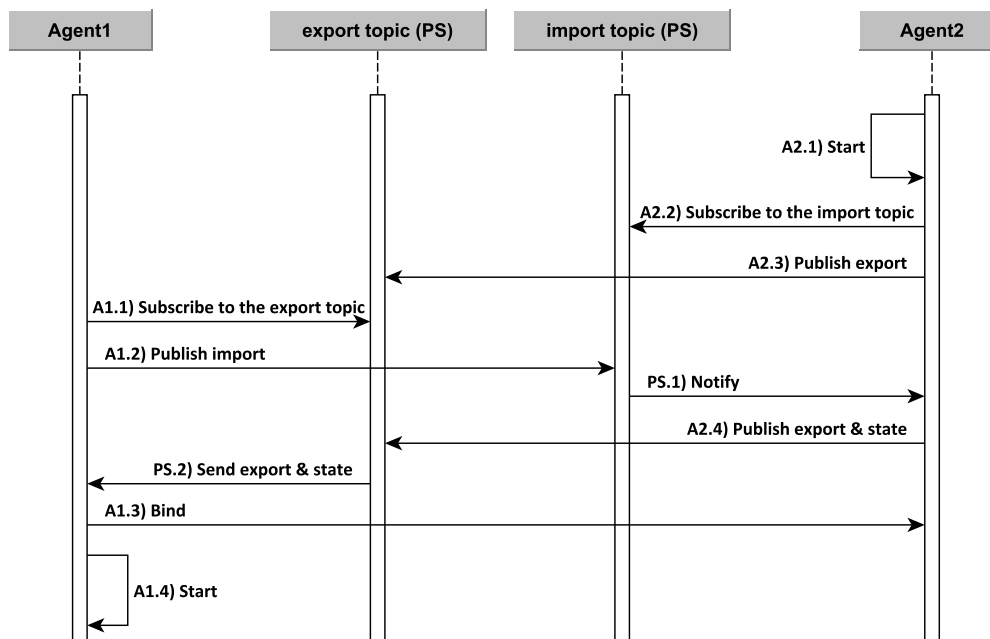 Agent1
export topic (PS)
import topic (PS)
Agent2
A2.1) Start
A2.2) Subscribe to the import topic
A2.3) Publish export
A1.1) Subscribe to the export topic
A1.2) Publish import
PS.1) Notify
A2.4) Publish export & state
PS.2) Send export & state
A1.3) Bind
A1.4) Start